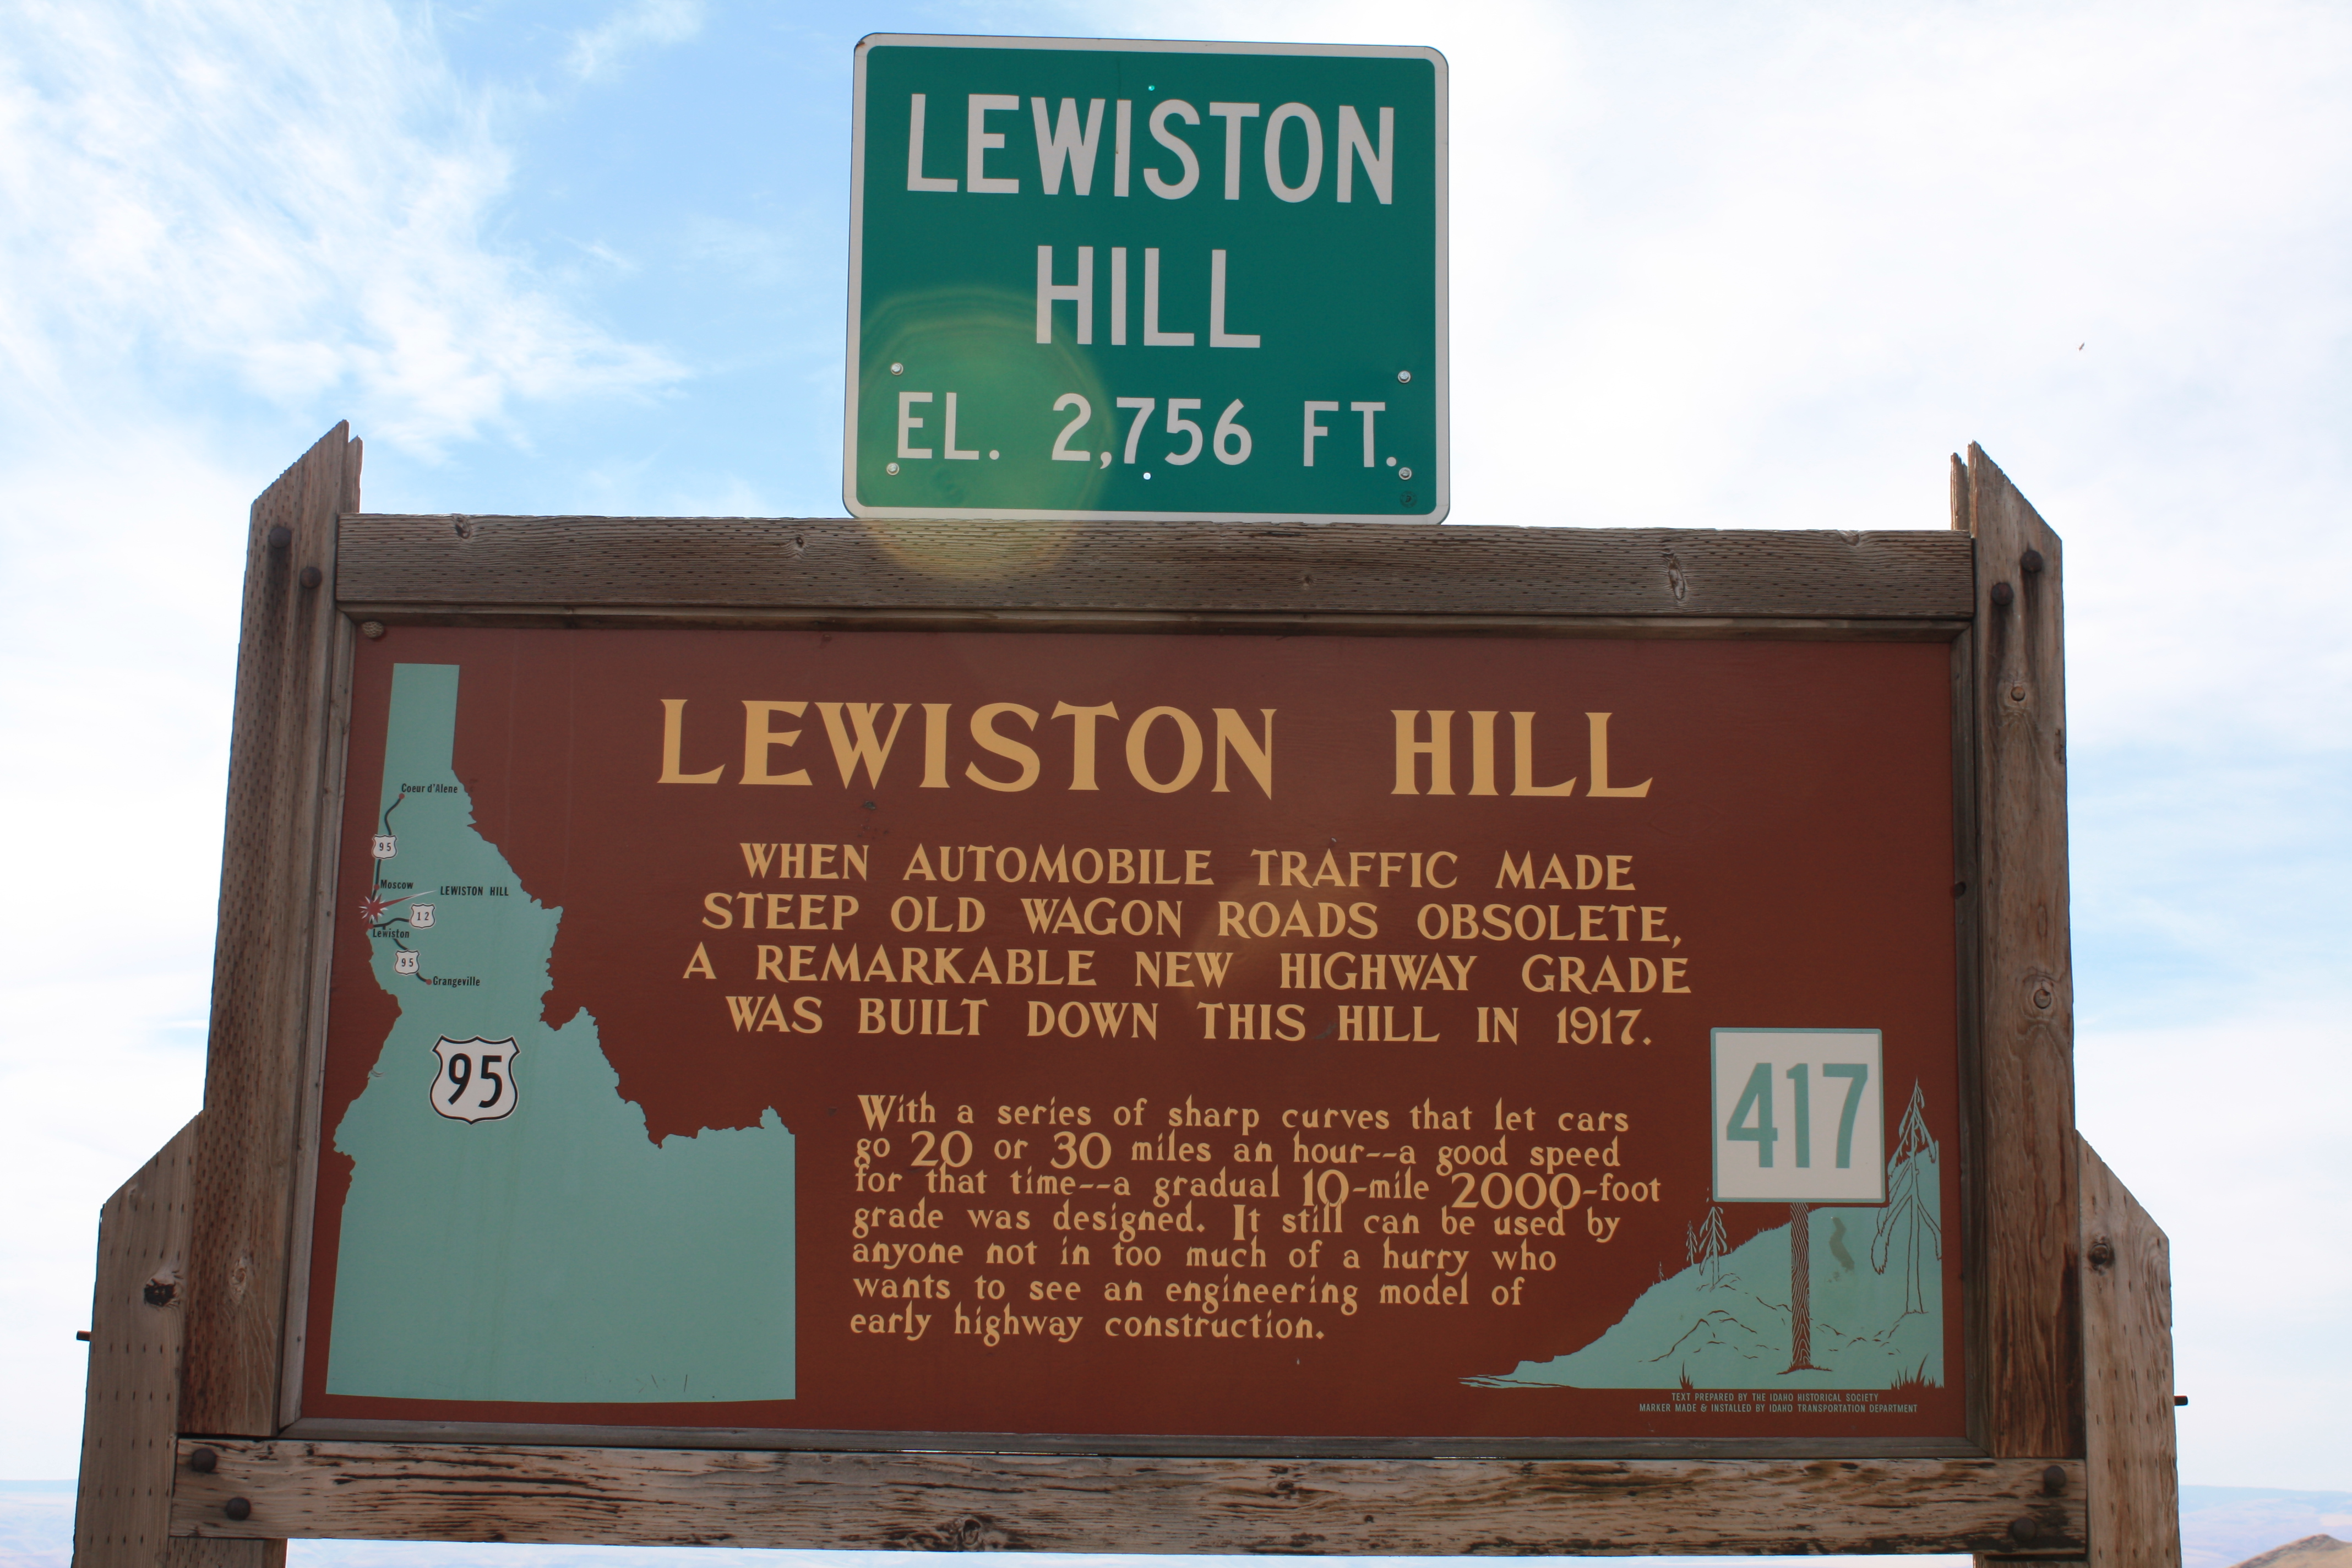 LEWISTON
HILL
EL. 2,756 FT.
LEWISTON HILL
WHEN AUTOMOBILE TRAFFIC MADE
STEEP OLD WAGON ROADS OBSOLETE,
A REMARKABLE NEW HIGHWAY GRADE
WAS BUILT DOWN THIS HILL IN 1917.
With a series of sharp curves that let cars
go 20 or 30 miles an hour--a good speed
for that time--a gradual 10-mile 2000-foot
grade was designed. It still can be used by
anyone not in too much of a hurry who
wants to see an engineering model of
early highway construction.
Coeur d'Alene
95
Moscow
LEWISTON HILL
12
Lewiston
95
Grangeville
95
417
TEXT PREPARED BY THE IDAHO HISTORICAL SOCIETY
MARKER MADE & INSTALLED BY IDAHO TRANSPORTATION DEPARTMENT